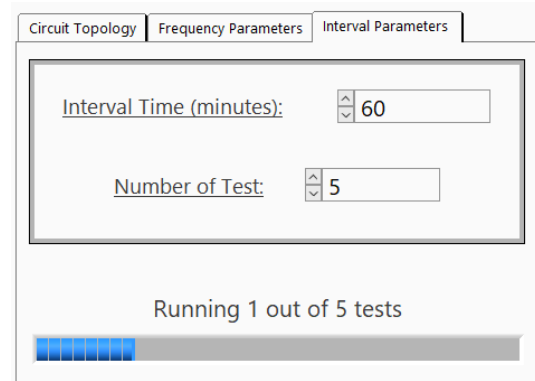 Circuit Topology Frequency Parameters Interval Parameters
Interval Time (minutes): 60
Number of Test: 5
Running 1 out of 5 tests